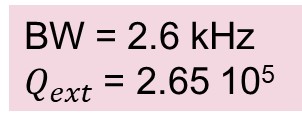 BW = 2.6 kHz
Qₑₓₜ = 2.65 10⁵